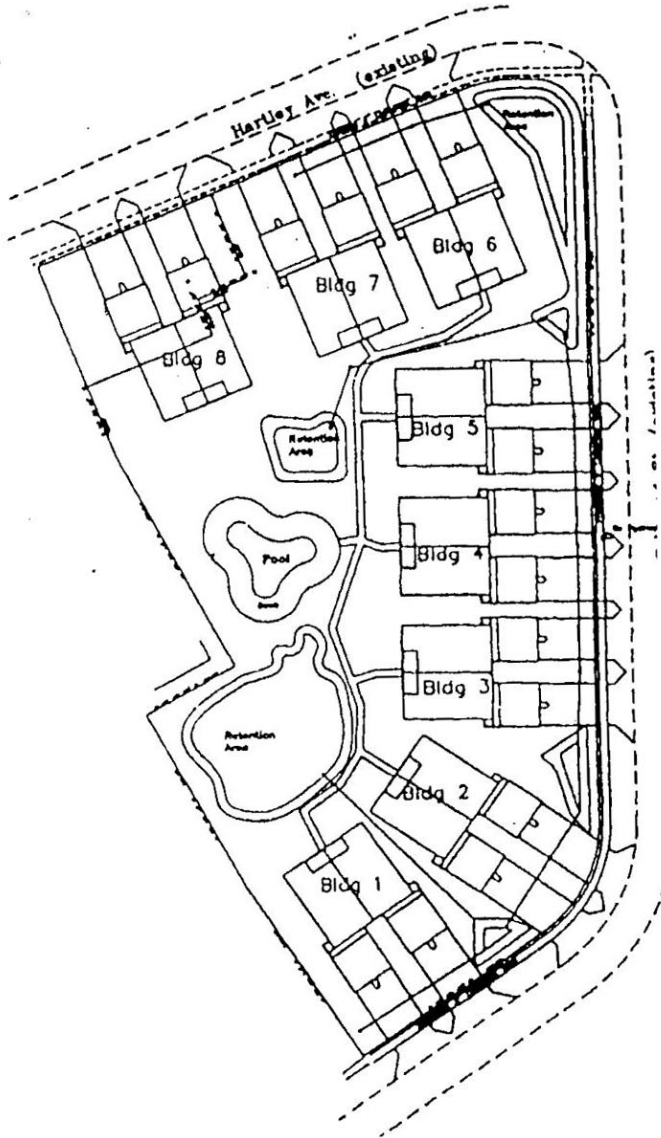 Hartley Ave. (existing)
Retention
Area
Bldg 6
Bldg 7
Bldg 8
Bldg 5
Retention
Area
Bldg 4
Pool
Bldg 3
Retention
Area
Bldg 2
Bldg 1